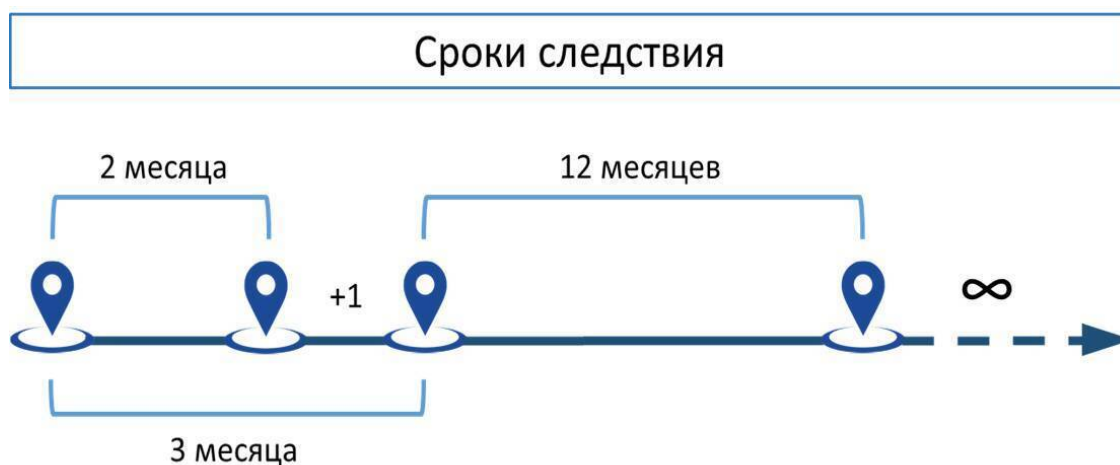 Сроки следствия
2 месяца
12 месяцев
+1
∞
3 месяца